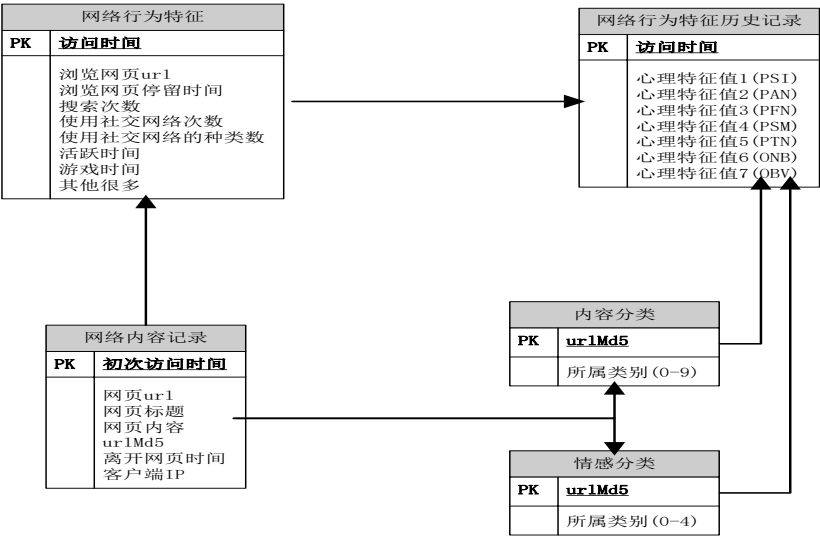 网络行为特征
PK 访问时间
浏览网页url
浏览网页停留时间
搜索次数
使用社交网络次数
使用社交网络的种类数
活跃时间
游戏时间
其他很多
网络行为特征历史记录
PK 访问时间
心理特征值1(PSI)
心理特征值2(PAN)
心理特征值3(PFN)
心理特征值4(PSM)
心理特征值5(PTN)
心理特征值6(ONB)
心理特征值7(OBV)
网络内容记录
PK 初次访问时间
网页url
网页标题
网页内容
urlMd5
离开网页时间
客户端IP
内容分类
PK urlMd5
所属类别(0-9)
情感分类
PK urlMd5
所属类别(0-4)